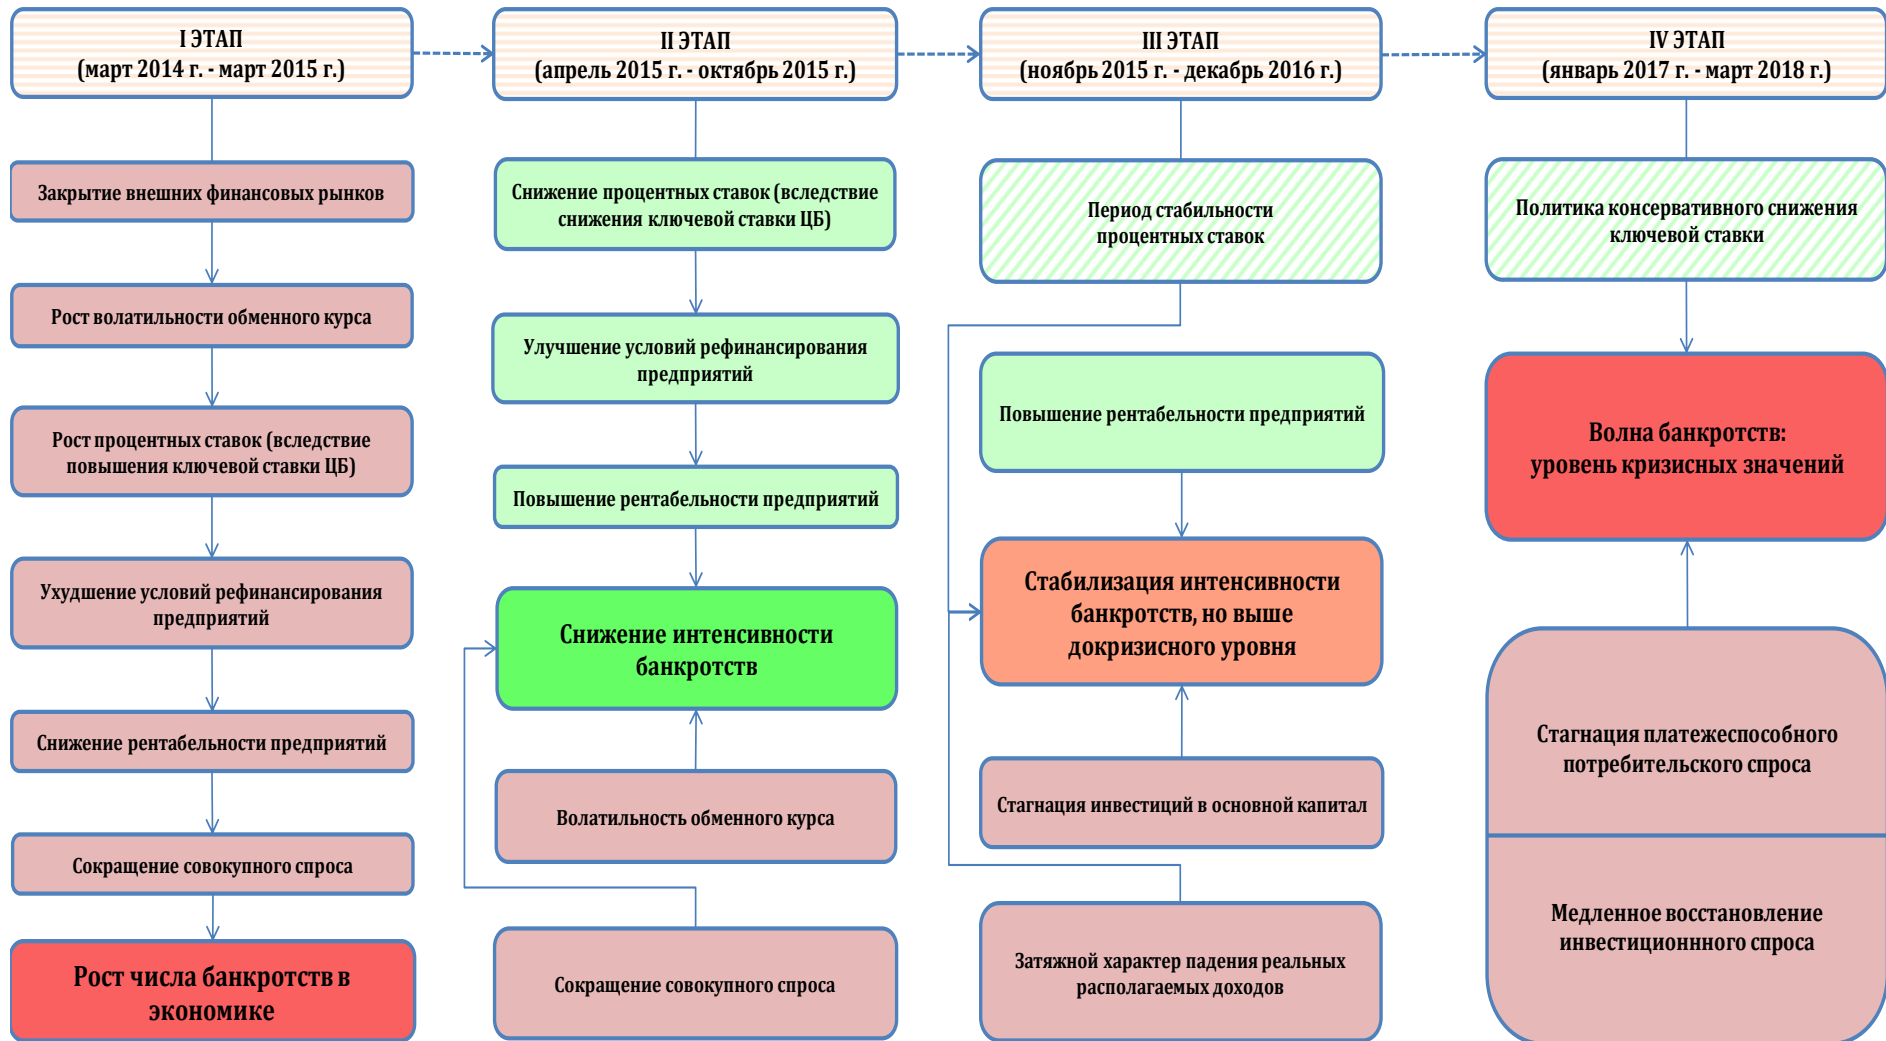 I ЭТАП
(март 2014 г. - март 2015 г.)
Закрытие внешних финансовых рынков
Рост волатильности обменного курса
Рост процентных ставок (вследствие
повышения ключевой ставки ЦБ)
Ухудшение условий рефинансирования
предприятий
Снижение рентабельности предприятий
Сокращение совокупного спроса
Рост числа банкротств в
экономике
II ЭТАП
(апрель 2015 г. - октябрь 2015 г.)
Снижение процентных ставок (вследствие
снижения ключевой ставки ЦБ)
Улучшение условий рефинансирования
предприятий
Повышение рентабельности предприятий
Снижение интенсивности
банкротств
Волатильность обменного курса
Сокращение совокупного спроса
III ЭТАП
(ноябрь 2015 г. - декабрь 2016 г.)
Период стабильности
процентных ставок
Повышение рентабельности предприятий
Стабилизация интенсивности
банкротств, но выше
докризисного уровня
Стагнация инвестиций в основной капитал
Затяжной характер падения реальных
располагаемых доходов
IV ЭТАП
(январь 2017 г. - март 2018 г.)
Политика консервативного снижения
ключевой ставки
Волна банкротств:
уровень кризисных значений
Стагнация платежеспособного
потребительского спроса
Медленное восстановление
инвестиционнного спроса